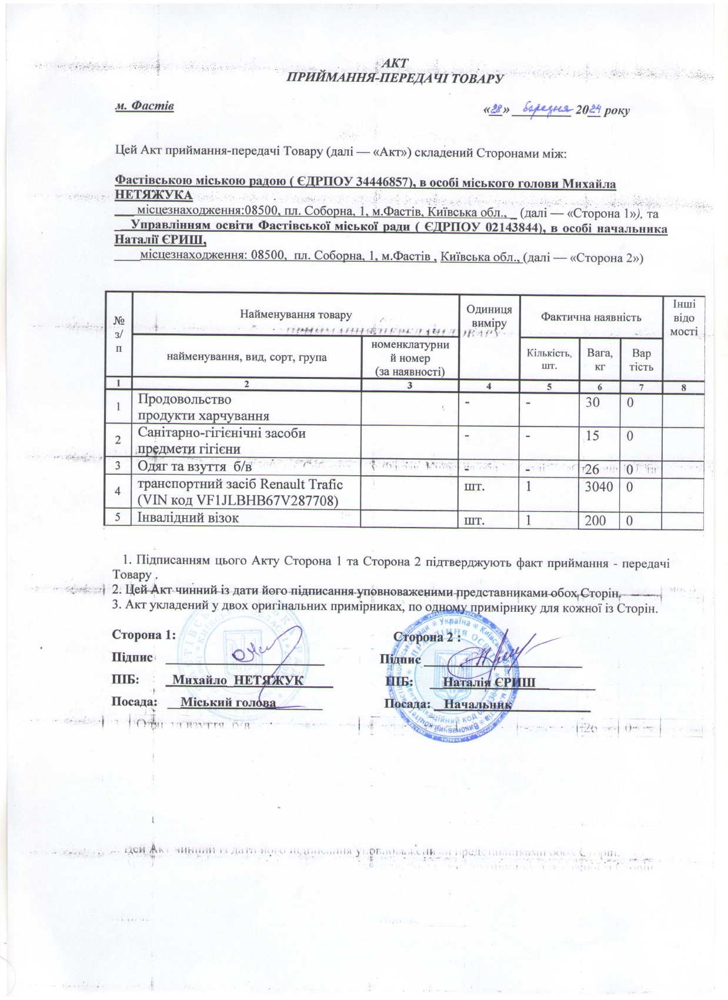 АКТ
ПРИЙМАННЯ-ПЕРЕДАЧІ ТОВАРУ
м. Фастів «28» березня 2024 року
Цей Акт приймання-передачі Товару (далі — «Акт») складений Сторонами між:
Фастівською міською радою ( ЄДРПОУ 34446857), в особі міського голови Михайла
НЕТЯЖУКА
місцезнаходження:08500, пл. Соборна, 1, м.Фастів, Київська обл., _ (далі — «Сторона 1»), та
Управлінням освіти Фастівської міської ради ( ЄДРПОУ 02143844), в особі начальника
Наталії ЄРИШ,
місцезнаходження: 08500, пл. Соборна, 1, м.Фастів , Київська обл., (далі — «Сторона 2»)
№ з/п Найменування товару Одиниця виміру Фактична наявність Інші відо мості
найменування, вид, сорт, група номенклатурни й номер (за наявності) Кількість, шт. Вага, кг Вар тість
1 2 3 4 5 6 7 8
1 Продовольство - - 30 0
продукти харчування
2 Санітарно-гігієнічні засоби - - 15 0
предмети гігієни
3 Одяг та взуття б/в - - 26 0
4 транспортний засіб Renault Trafic шт. 1 3040 0
(VIN код VF1JLBHB67V287708)
5 Інвалідний візок шт. 1 200 0
1. Підписанням цього Акту Сторона 1 та Сторона 2 підтверджують факт приймання - передачі
Товару .
2. Цей Акт чинний із дати його підписання уповноваженими представниками обох Сторін.
3. Акт укладений у двох оригінальних примірниках, по одному примірнику для кожної із Сторін.
Сторона 1: Сторона 2 :
Підпис Підпис
ПІБ: Михайло НЕТЯЖУК ПІБ: Наталія ЄРИШ
Посада: Міський голова Посада: Начальник